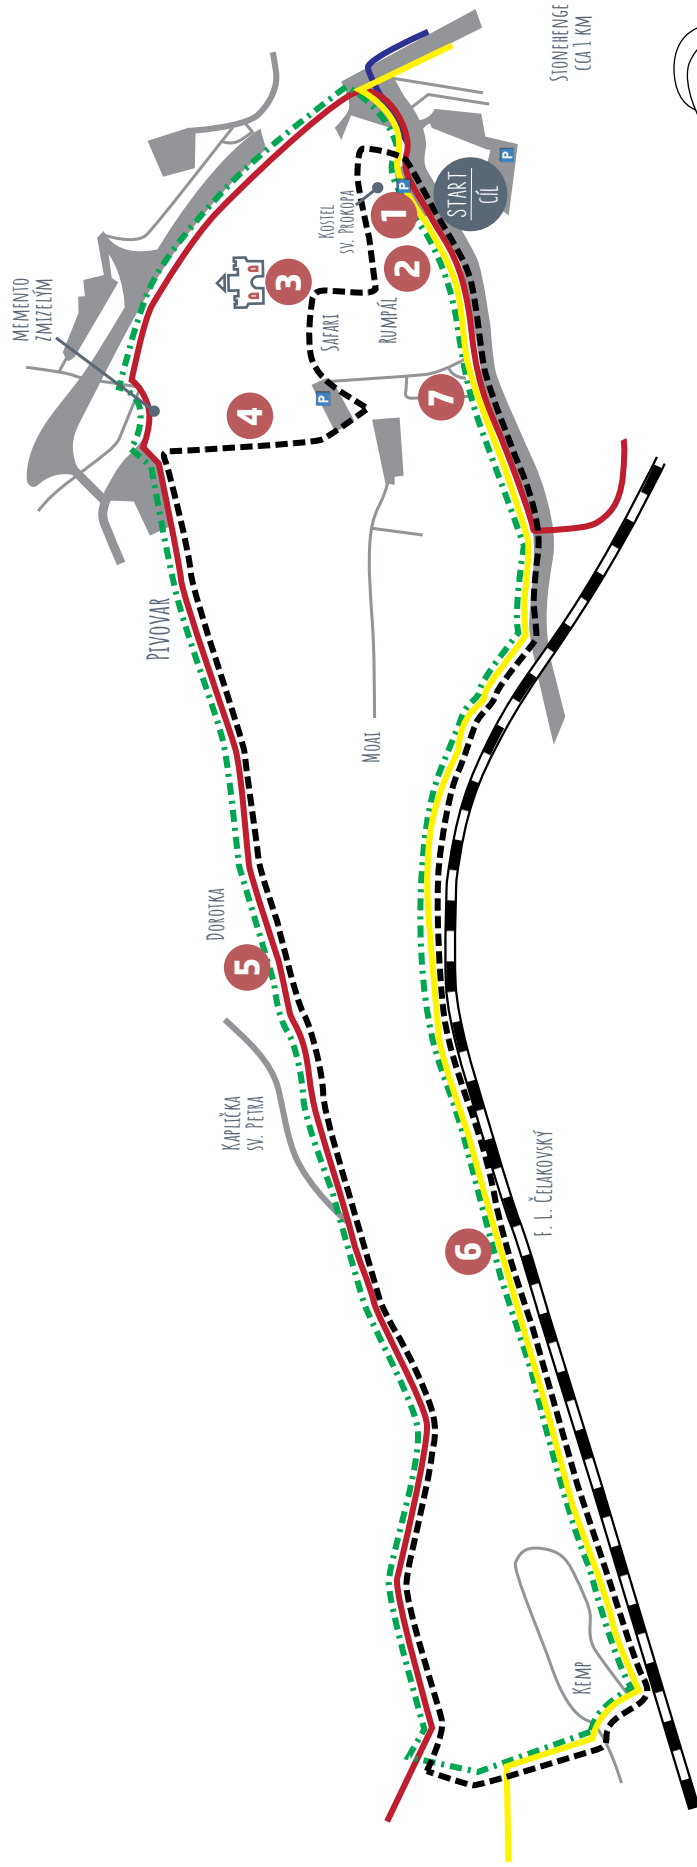 MEMENTO
ZMIZELÝM
STONEHENGE
CCA 1 KM
KOSTEL
SV. PROKOPA
P
1
START
CÍL
P
2
3
SAFARI
RUMPÁL
P
4
7
PIVOVAR
MOAI
DOROTKA
5
KAPLIČKA
SV. PETRA
6
F. L. ČELAKOVSKÝ
KEMP